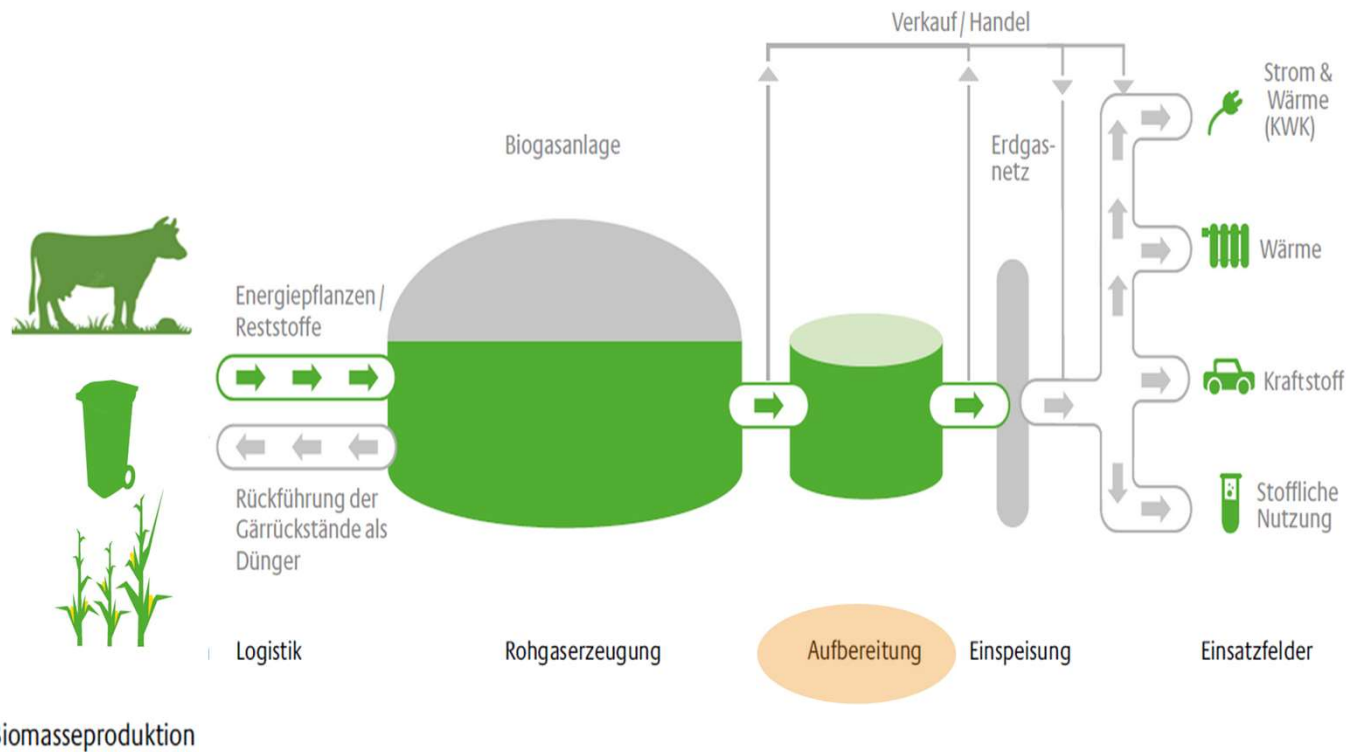 Verkauf / Handel
Strom &
Wärme
(KWK)
Biogasanlage
Erdgas-
netz
Wärme
Energiepflanzen /
Reststoffe
Kraftstoff
Rückführung der
Gärrückstände als
Dünger
Stoffliche
Nutzung
Logistik
Rohgaserzeugung
Aufbereitung
Einspeisung
Einsatzfelder
iomasseproduktion